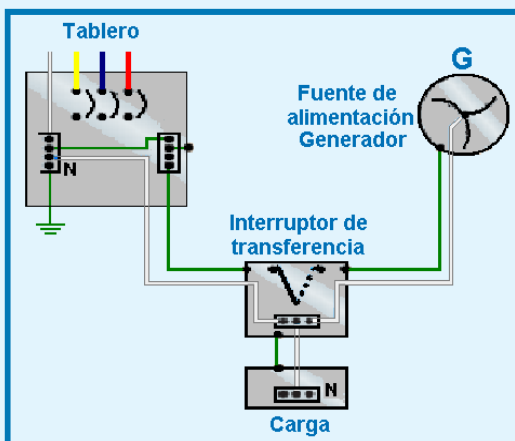 Tablero
G
Fuente de
alimentación
Generador
N
Interruptor de
transferencia
N
Carga